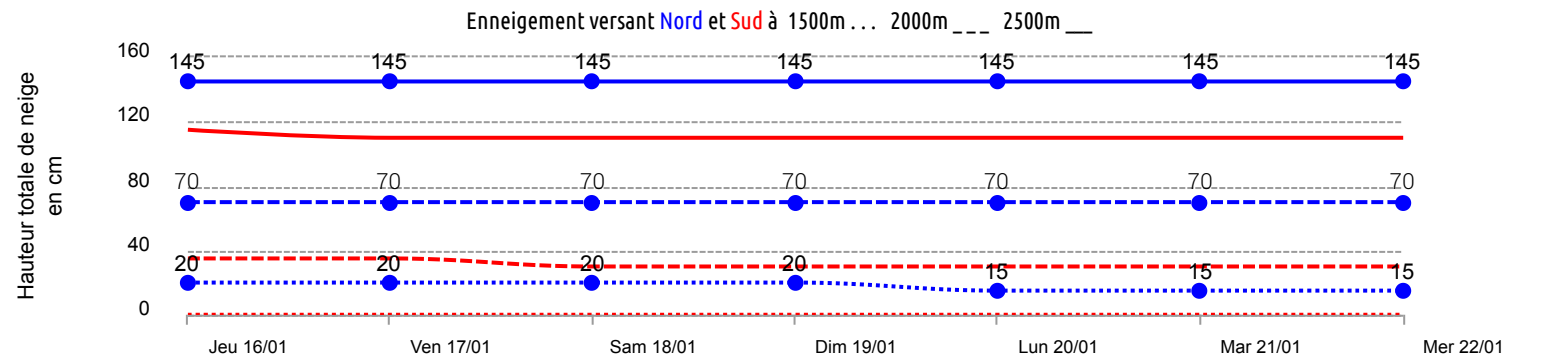 Enneigement versant Nord et Sud à 1500m . . . 2000m _ _ _ 2500m __
Hauteur totale de neige
en cm
160
145 145 145 145 145 145 145
120
80
70 70 70 70 70 70 70
40
20 20 20 20 15 15 15
0
Jeu 16/01 Ven 17/01 Sam 18/01 Dim 19/01 Lun 20/01 Mar 21/01 Mer 22/01